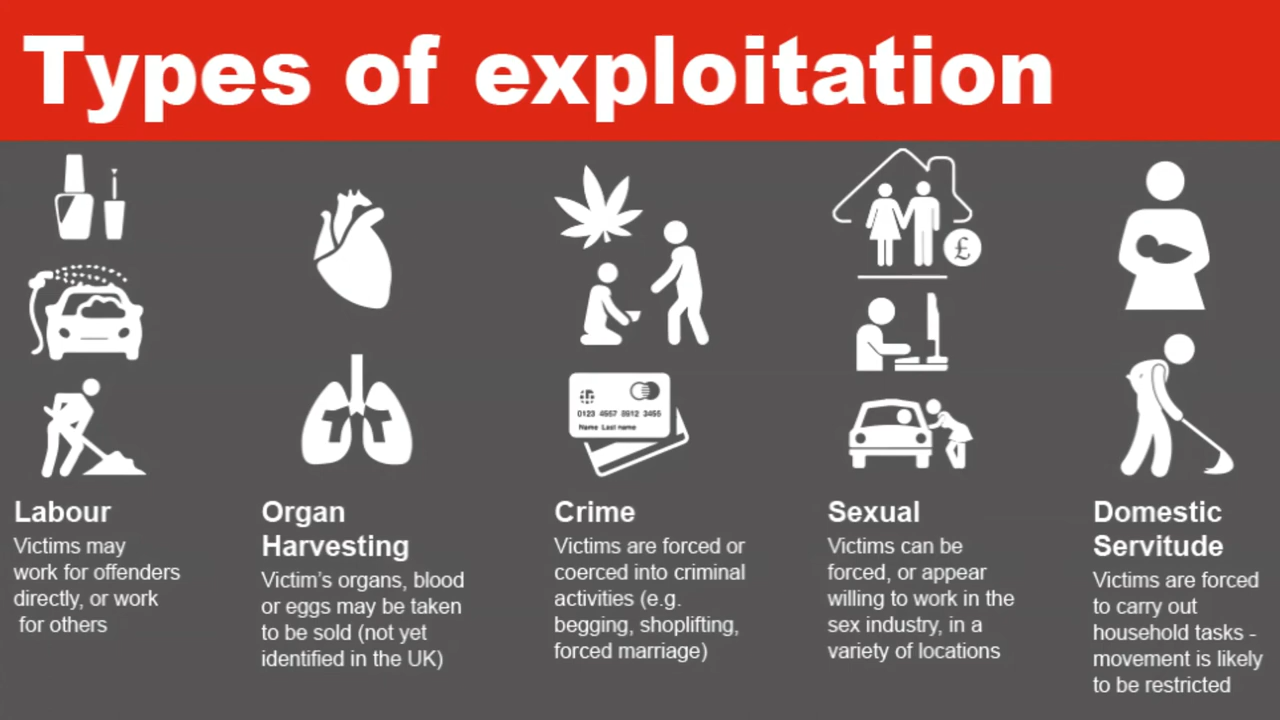 Types of exploitation
£
0123 4567 8912 3456
Name Last name
Labour
Victims may
work for offenders
directly, or work
for others
Organ
Harvesting
Victim's organs, blood
or eggs may be taken
to be sold (not yet
identified in the UK)
Crime
Victims are forced or
coerced into criminal
activities (e.g.
begging, shoplifting,
forced marriage)
Sexual
Victims can be
forced, or appear
willing to work in the
sex industry, in a
variety of locations
Domestic
Servitude
Victims are forced
to carry out
household tasks -
movement is likely
to be restricted